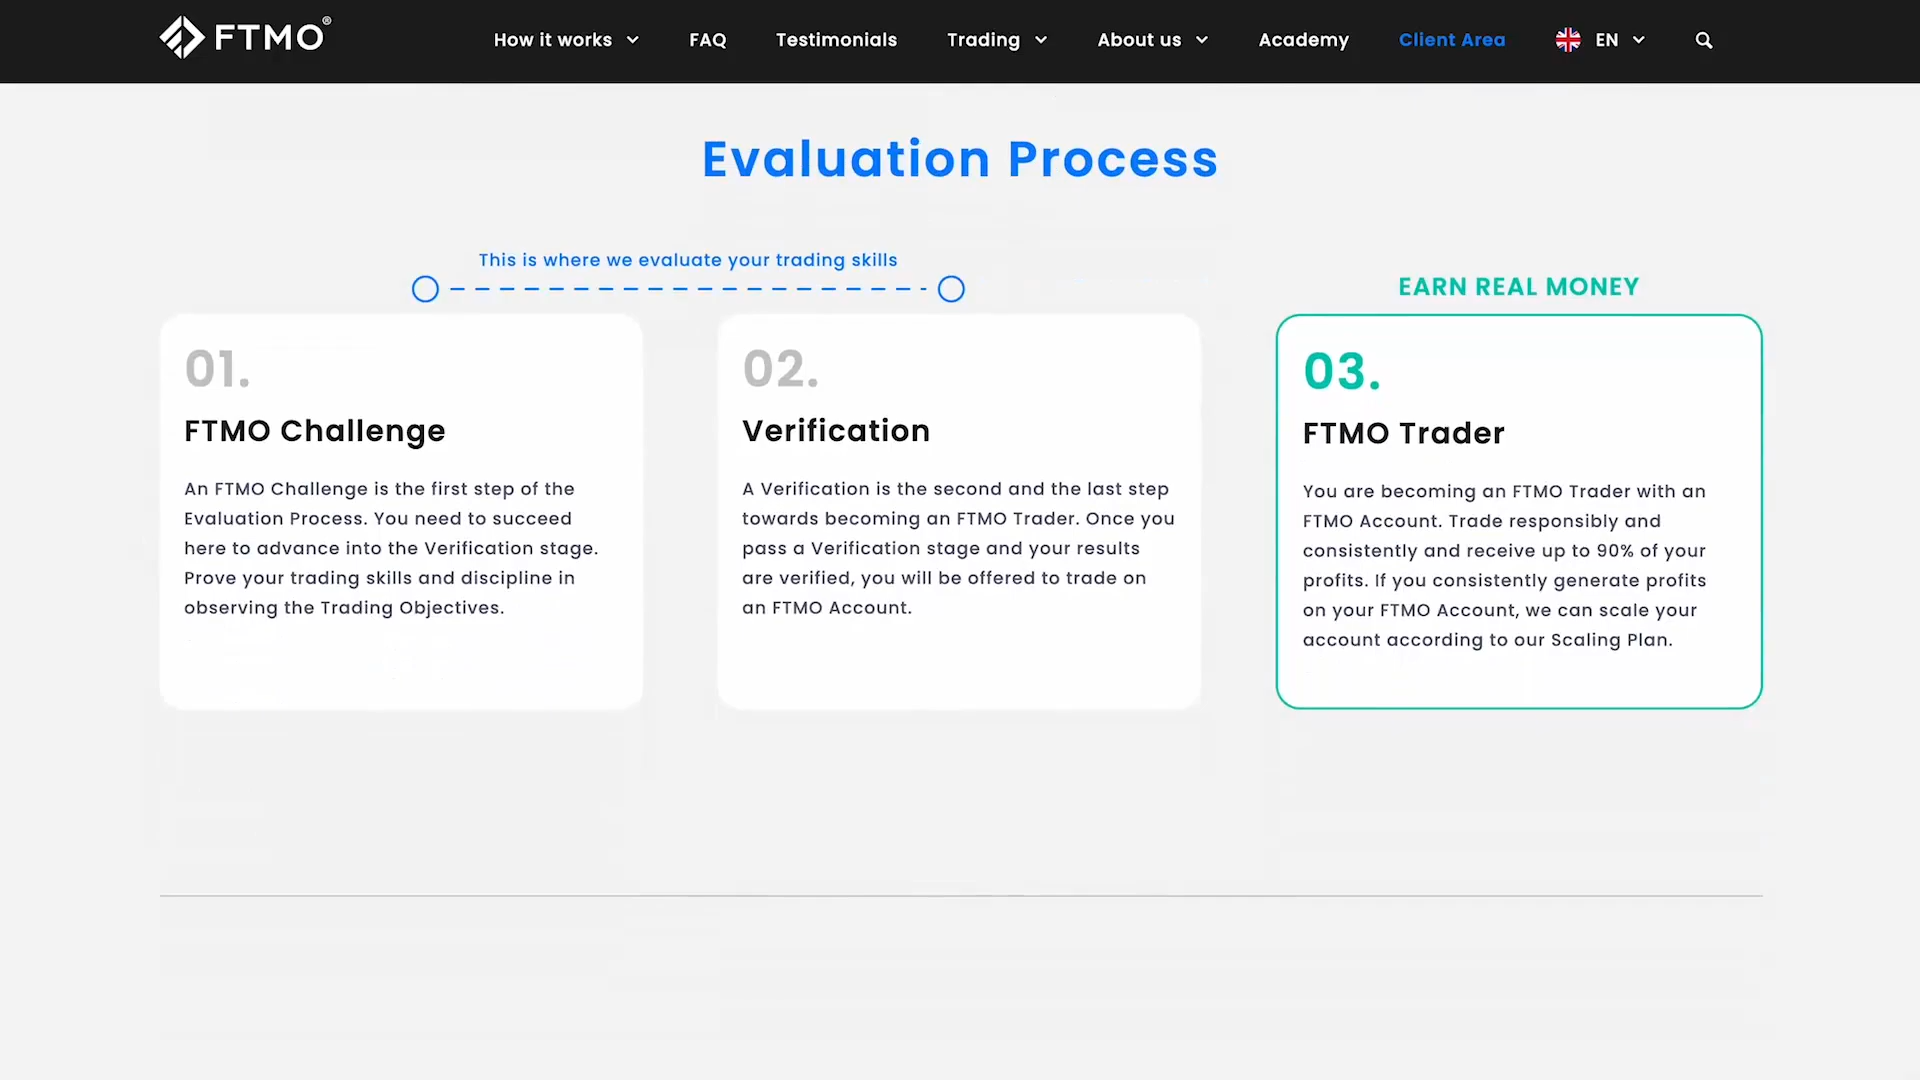 FTMO®
How it works
FAQ
Testimonials
Trading
About us
Academy
Client Area
EN
Evaluation Process
This is where we evaluate your trading skills
01.
FTMO Challenge
An FTMO Challenge is the first step of the
Evaluation Process. You need to succeed
here to advance into the Verification stage.
Prove your trading skills and discipline in
observing the Trading Objectives.
02.
Verification
A Verification is the second and the last step
towards becoming an FTMO Trader. Once you
pass a Verification stage and your results
are verified, you will be offered to trade on
an FTMO Account.
EARN REAL MONEY
03.
FTMO Trader
You are becoming an FTMO Trader with an
FTMO Account. Trade responsibly and
consistently and receive up to 90% of your
profits. If you consistently generate profits
on your FTMO Account, we can scale your
account according to our Scaling Plan.